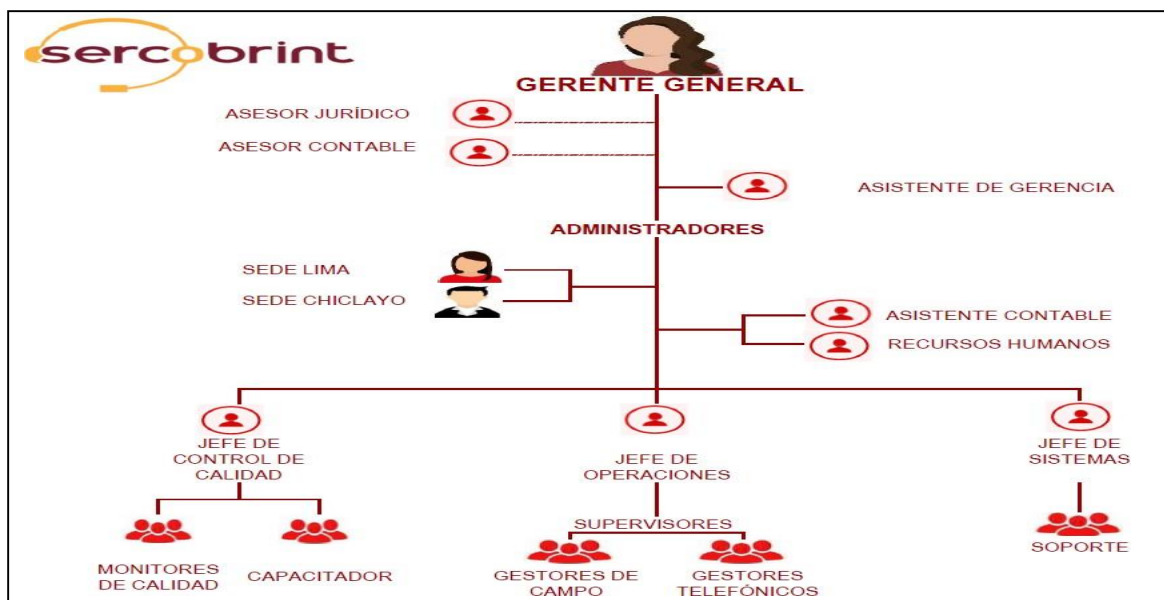 sercobrint
GERENTE GENERAL
ASESOR JURÍDICO
ASESOR CONTABLE
ASISTENTE DE GERENCIA
ADMINISTRADORES
SEDE LIMA
SEDE CHICLAYO
ASISTENTE CONTABLE
RECURSOS HUMANOS
JEFE DE
CONTROL DE
CALIDAD
JEFE DE
OPERACIONES
JEFE DE
SISTEMAS
SUPERVISORES
MONITORES
DE CALIDAD
CAPACITADOR
GESTORES DE
CAMPO
GESTORES
TELEFÓNICOS
SOPORTE